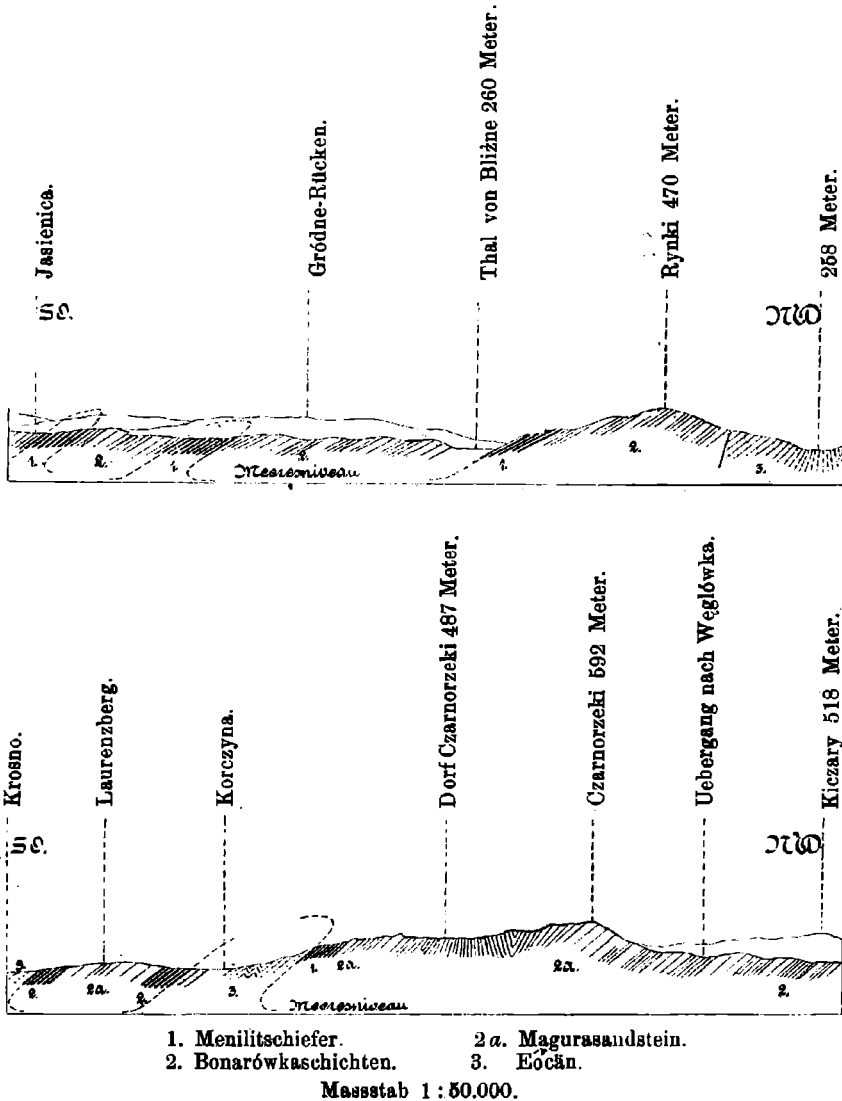 Jasienica.
Gródne-Rücken.
Thal von Bliżne 260 Meter.
Rynki 470 Meter.
258 Meter.
SO.
NW
1. 2. 1. 2. 1. 2. 3.
Meeresniveau
Krosno.
Laurenzberg.
Korczyna.
Dorf Czarnorzeki 487 Meter.
Czarnorzeki 592 Meter.
Uebergang nach Węglówka.
Kiczary 518 Meter.
SO.
NW
2. 2a. 2. 3. 1. 2a. 2a. 2.
Meeresniveau
1. Menilitschiefer. 2a. Magurasandstein.
2. Bonarówkaschichten. 3. Eocän.
Massstab 1 : 50.000.